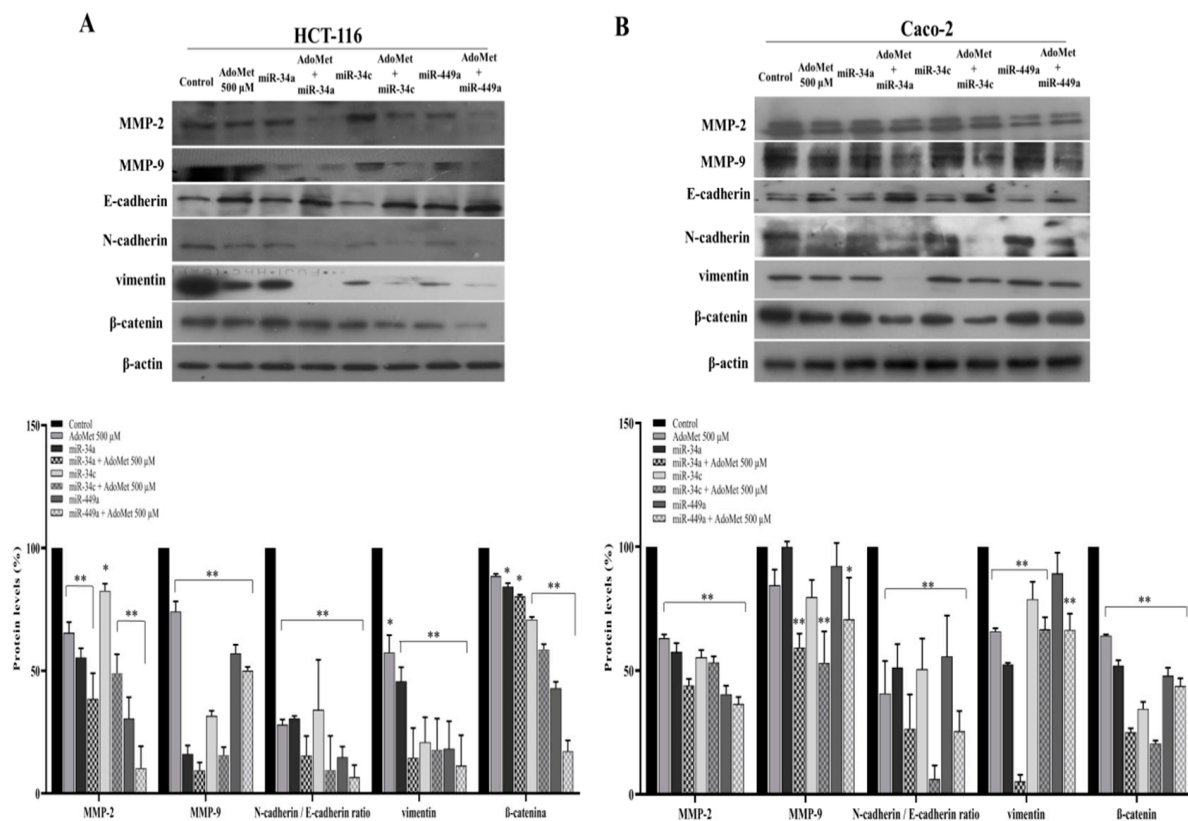 A
HCT-116
Control
AdoMet
500 µM
miR-34a
AdoMet
+
miR-34a
miR-34c
AdoMet
+
miR-34c
miR-449a
AdoMet
+
miR-449a
MMP-2
MMP-9
E-cadherin
N-cadherin
vimentin
β-catenin
β-actin
B
Caco-2
Control
AdoMet
500 µM
miR-34a
AdoMet
+
miR-34a
miR-34c
AdoMet
+
miR-34c
miR-449a
AdoMet
+
miR-449a
MMP-2
MMP-9
E-cadherin
N-cadherin
vimentin
β-catenin
β-actin
Protein levels (%)
150
100
50
0
Control
AdoMet 500 µM
miR-34a
miR-34a + AdoMet 500 µM
miR-34c
miR-34c + AdoMet 500 µM
miR-449a
miR-449a + AdoMet 500 µM
** * ** ** ** * ** * * **
MMP-2 MMP-9 N-cadherin / E-cadherin ratio vimentin ß-catenina
Protein levels (%)
150
100
50
0
Control
AdoMet 500 µM
miR-34a
miR-34a + AdoMet 500 µM
miR-34c
miR-34c + AdoMet 500 µM
miR-449a
miR-449a + AdoMet 500 µM
** ** ** * ** ** ** **
MMP-2 MMP-9 N-cadherin / E-cadherin ratio vimentin ß-catenin